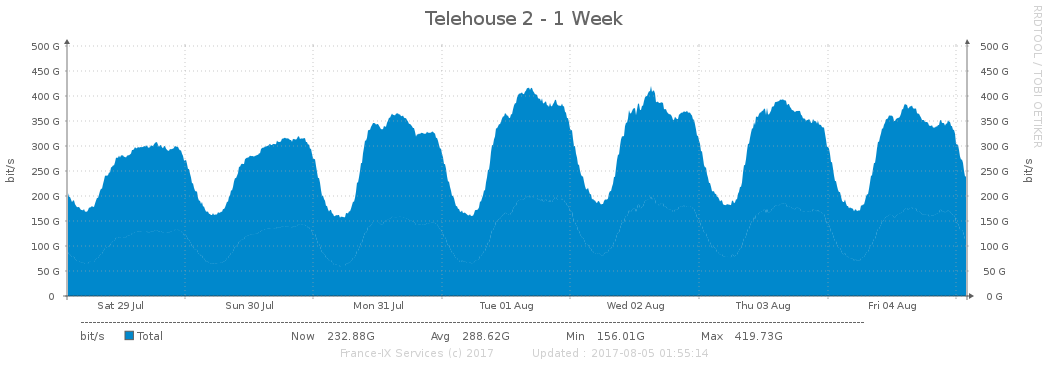 Telehouse 2 - 1 Week
RRDTOOL / TOBI OETIKER
bit/s
500 G 500 G
450 G 450 G
400 G 400 G
350 G 350 G
300 G 300 G
250 G 250 G
200 G 200 G
150 G 150 G
100 G 100 G
50 G 50 G
0 0 G
bit/s
Sat 29 Jul Sun 30 Jul Mon 31 Jul Tue 01 Aug Wed 02 Aug Thu 03 Aug Fri 04 Aug
bit/s Total Now 232.88G Avg 288.62G Min 156.01G Max 419.73G
France-IX Services (c) 2017 Updated : 2017-08-05 01:55:14